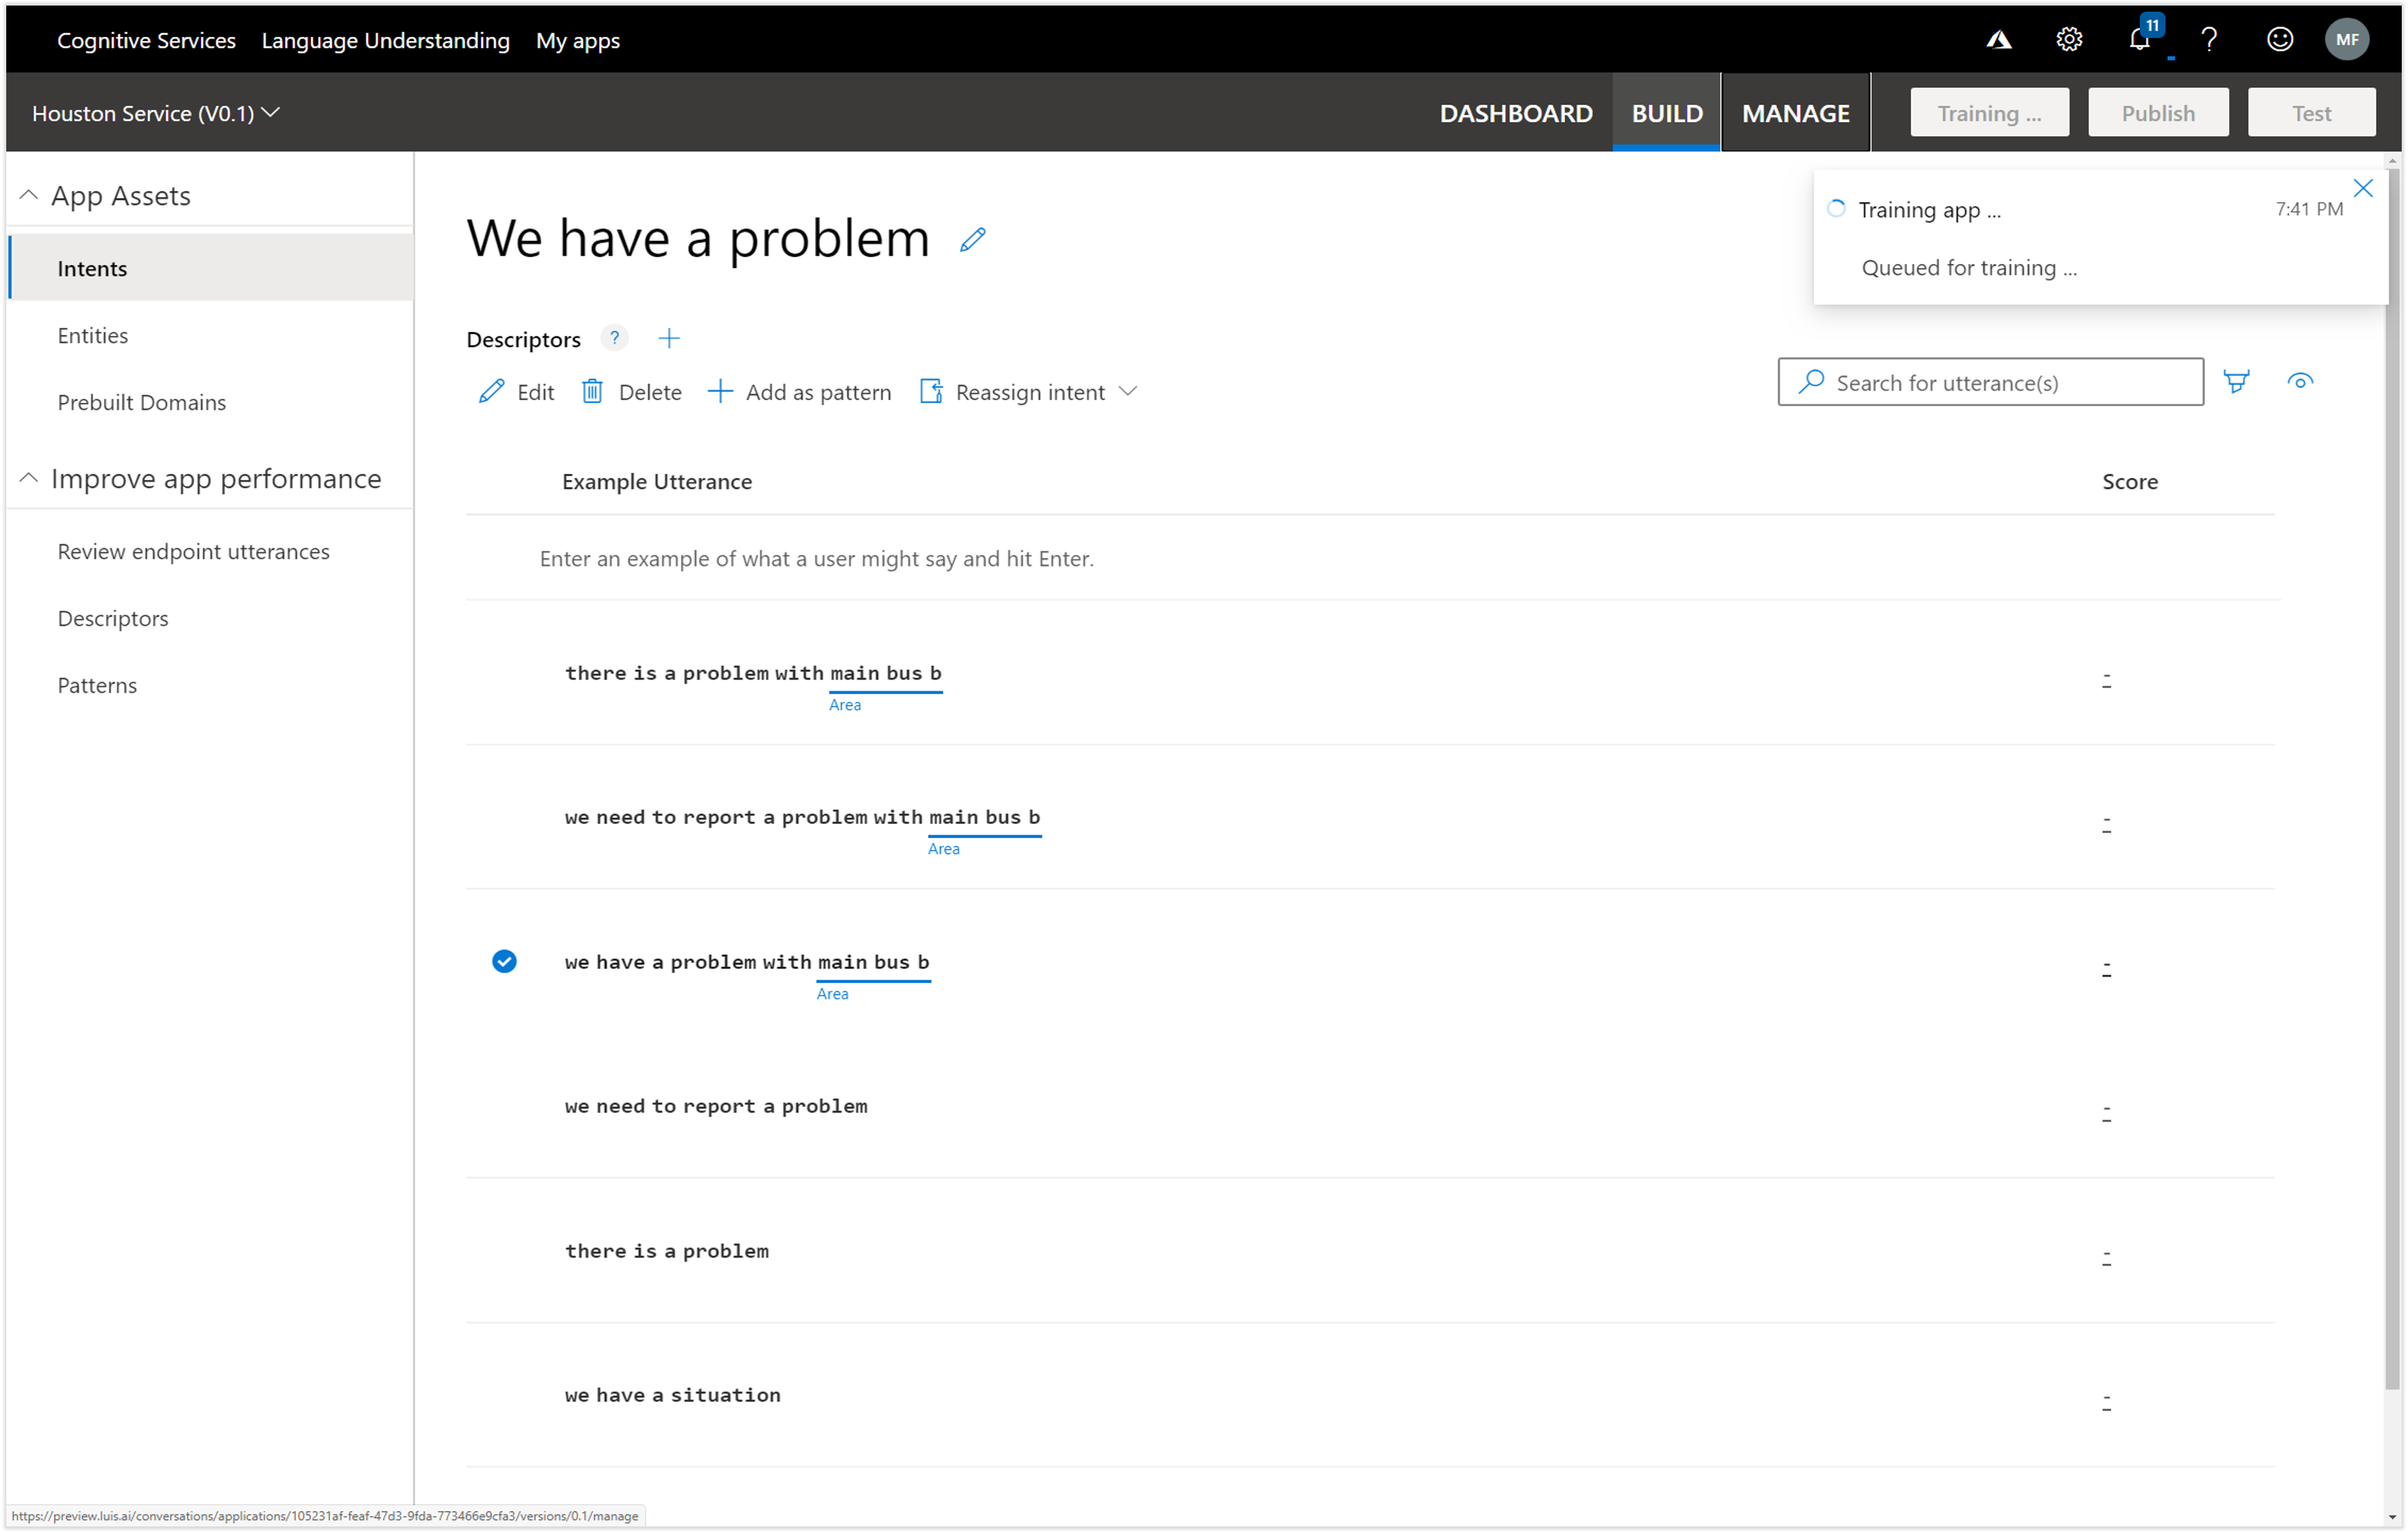 Cognitive Services Language Understanding My apps 11 ? MF
Houston Service (V0.1) DASHBOARD BUILD MANAGE Training ... Publish Test
App Assets
Intents
Entities
Prebuilt Domains
Improve app performance
Review endpoint utterances
Descriptors
Patterns
We have a problem
Training app ... 7:41 PM
Queued for training ...
Descriptors ?
Edit Delete Add as pattern Reassign intent
Search for utterance(s)
Example Utterance Score
Enter an example of what a user might say and hit Enter.
there is a problem with main bus b -
Area
we need to report a problem with main bus b -
Area
we have a problem with main bus b -
Area
we need to report a problem -
there is a problem -
we have a situation -
https://preview.luis.ai/conversations/applications/105231af-feaf-47d3-9fda-773466e9cfa3/versions/0.1/manage